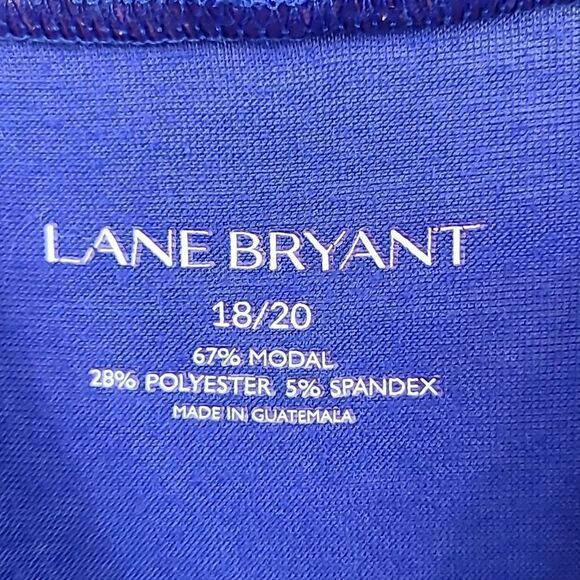 LANE BRYANT
18/20
67% MODAL
28% POLYESTER 5% SPANDEX
MADE IN GUATEMALA